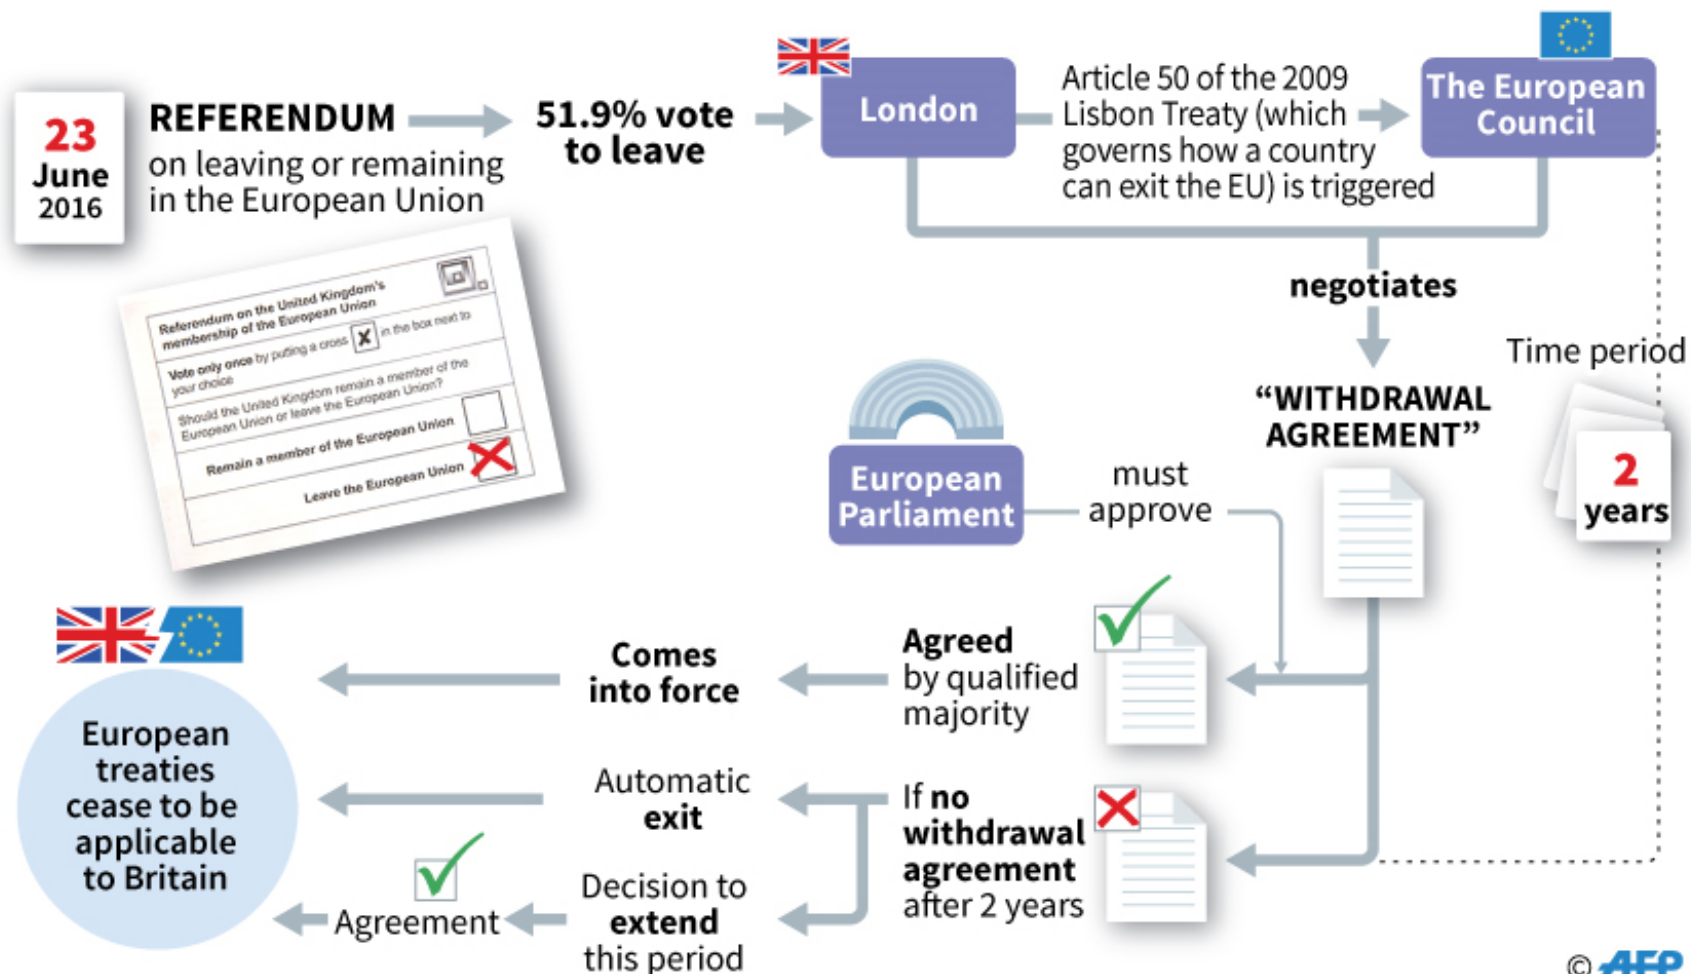 23
June
2016
REFERENDUM
on leaving or remaining
in the European Union
51.9% vote
to leave
London
Article 50 of the 2009
Lisbon Treaty (which
governs how a country
can exit the EU) is triggered
The European
Council
negotiates
Time period
2
years
“WITHDRAWAL
AGREEMENT”
Referendum on the United Kingdom's
membership of the European Union
Vote only once by putting a cross X in the box next to
your choice
Should the United Kingdom remain a member of the
European Union or leave the European Union?
Remain a member of the European Union
Leave the European Union
European
Parliament
must
approve
Agreed
by qualified
majority
Comes
into force
If no
withdrawal
agreement
after 2 years
Automatic
exit
Decision to
extend
this period
Agreement
European
treaties
cease to be
applicable
to Britain
© AFP